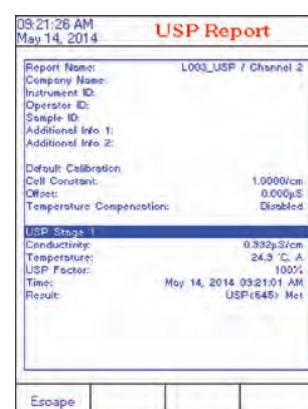 09:21:26 AM
May 14, 2014
USP Report
Report Name: L003_USP / Channel 2
Company Name:
Instrument ID:
Operator ID:
Sample ID:
Additional Info 1:
Additional Info 2:
Default Calibration
Cell Constant: 1.0000/cm
Offset: 0.000µS
Temperature Compensation: Disabled
USP Stage 1
Conductivity: 0.932µS/cm
Temperature: 24.9 °C, A
USP Factor: 100%
Time: May 14, 2014 09:21:01 AM
Result: USP<645> Met
Escape